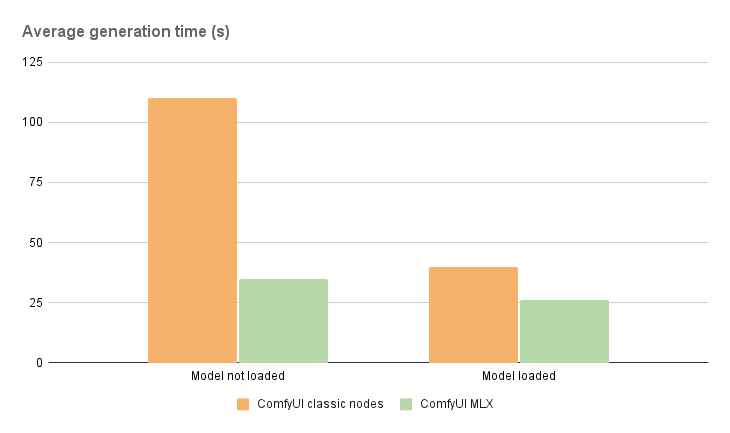 Average generation time (s)
125
100
75
50
25
0
Model not loaded
Model loaded
ComfyUI classic nodes
ComfyUI MLX